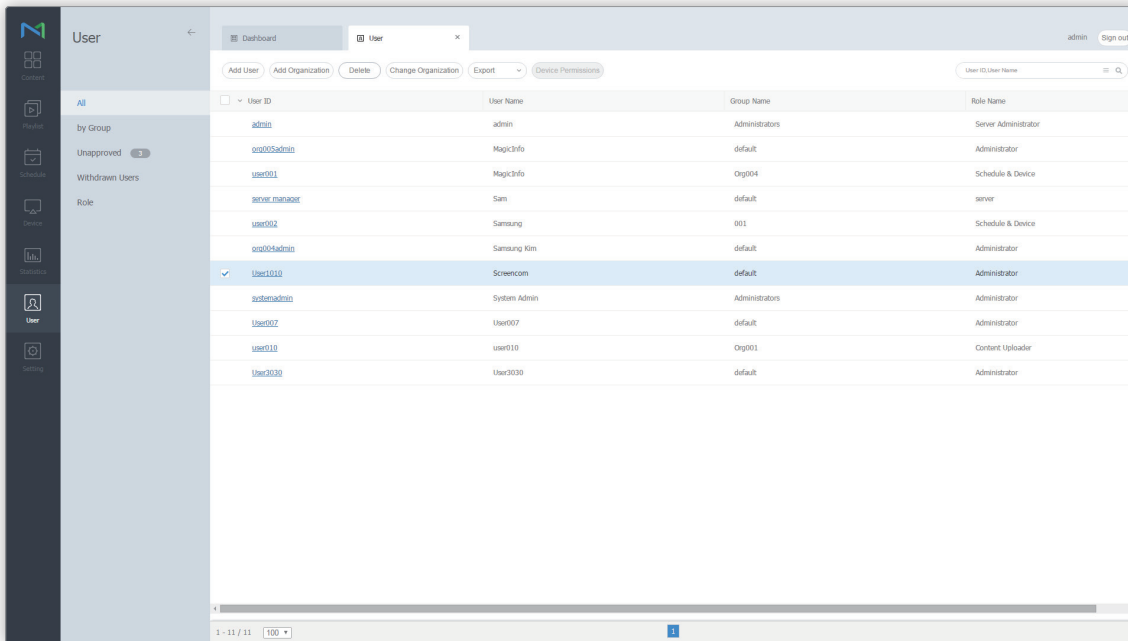 User
←
Dashboard
User ×
admin Sign out
Content
Playlist
Schedule
Device
Statistics
User
Setting
All
by Group
Unapproved 3
Withdrawn Users
Role
Add User Add Organization Delete Change Organization Export Device Permissions
User ID,User Name
User ID User Name Group Name Role Name
admin admin Administrators Server Administrator
org005admin MagicInfo default Administrator
user001 MagicInfo Org004 Schedule & Device
server manager Sam default server
user002 Samsung 001 Schedule & Device
org004admin Samsung Kim default Administrator
User1010 Screencom default Administrator
systemadmin System Admin Administrators Administrator
User007 User007 default Administrator
user010 user010 Org001 Content Uploader
User3030 User3030 default Administrator
1 - 11 / 11 100 1